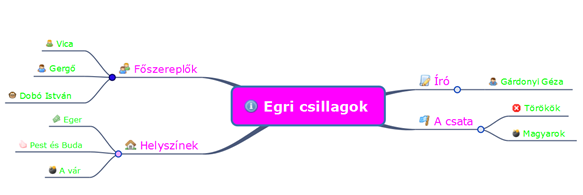 Vica
Gergő
Dobó István
Főszereplők
Eger
Pest és Buda
A vár
Helyszínek
Egri csillagok
Író
Gárdonyi Géza
A csata
Törökök
Magyarok